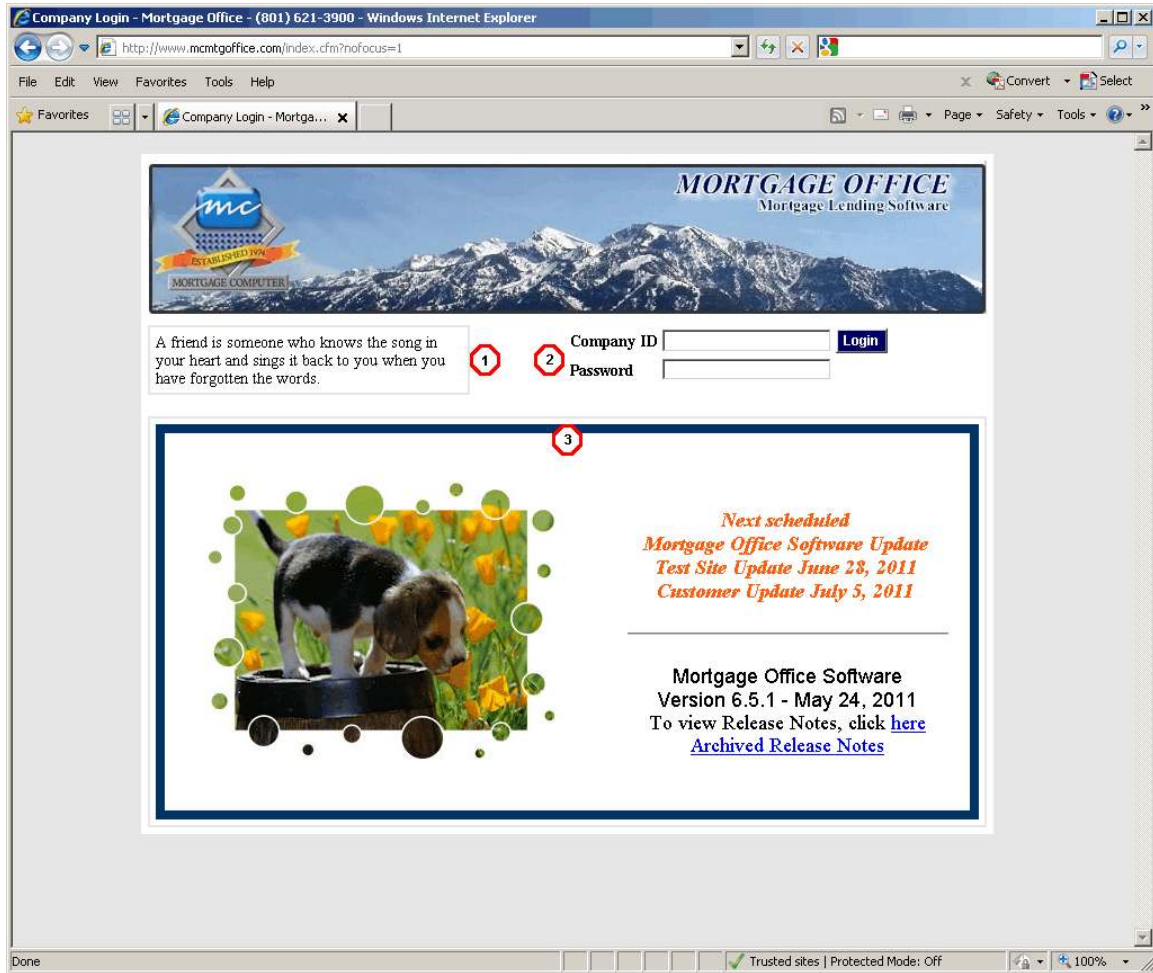 Company Login - Mortgage Office - (801) 621-3900 - Windows Internet Explorer
http://www.mcmtgoffice.com/index.cfm?nofocus=1
File Edit View Favorites Tools Help
Convert Select
Favorites
Company Login - Mortga...
Page Safety Tools
MORTGAGE OFFICE
Mortgage Lending Software
mc
ESTABLISHED 1974
MORTGAGE COMPUTER
A friend is someone who knows the song in
your heart and sings it back to you when you
have forgotten the words.
1
2
Company ID
Login
Password
3
Next scheduled
Mortgage Office Software Update
Test Site Update June 28, 2011
Customer Update July 5, 2011
Mortgage Office Software
Version 6.5.1 - May 24, 2011
To view Release Notes, click here
Archived Release Notes
Done
Trusted sites | Protected Mode: Off
100%